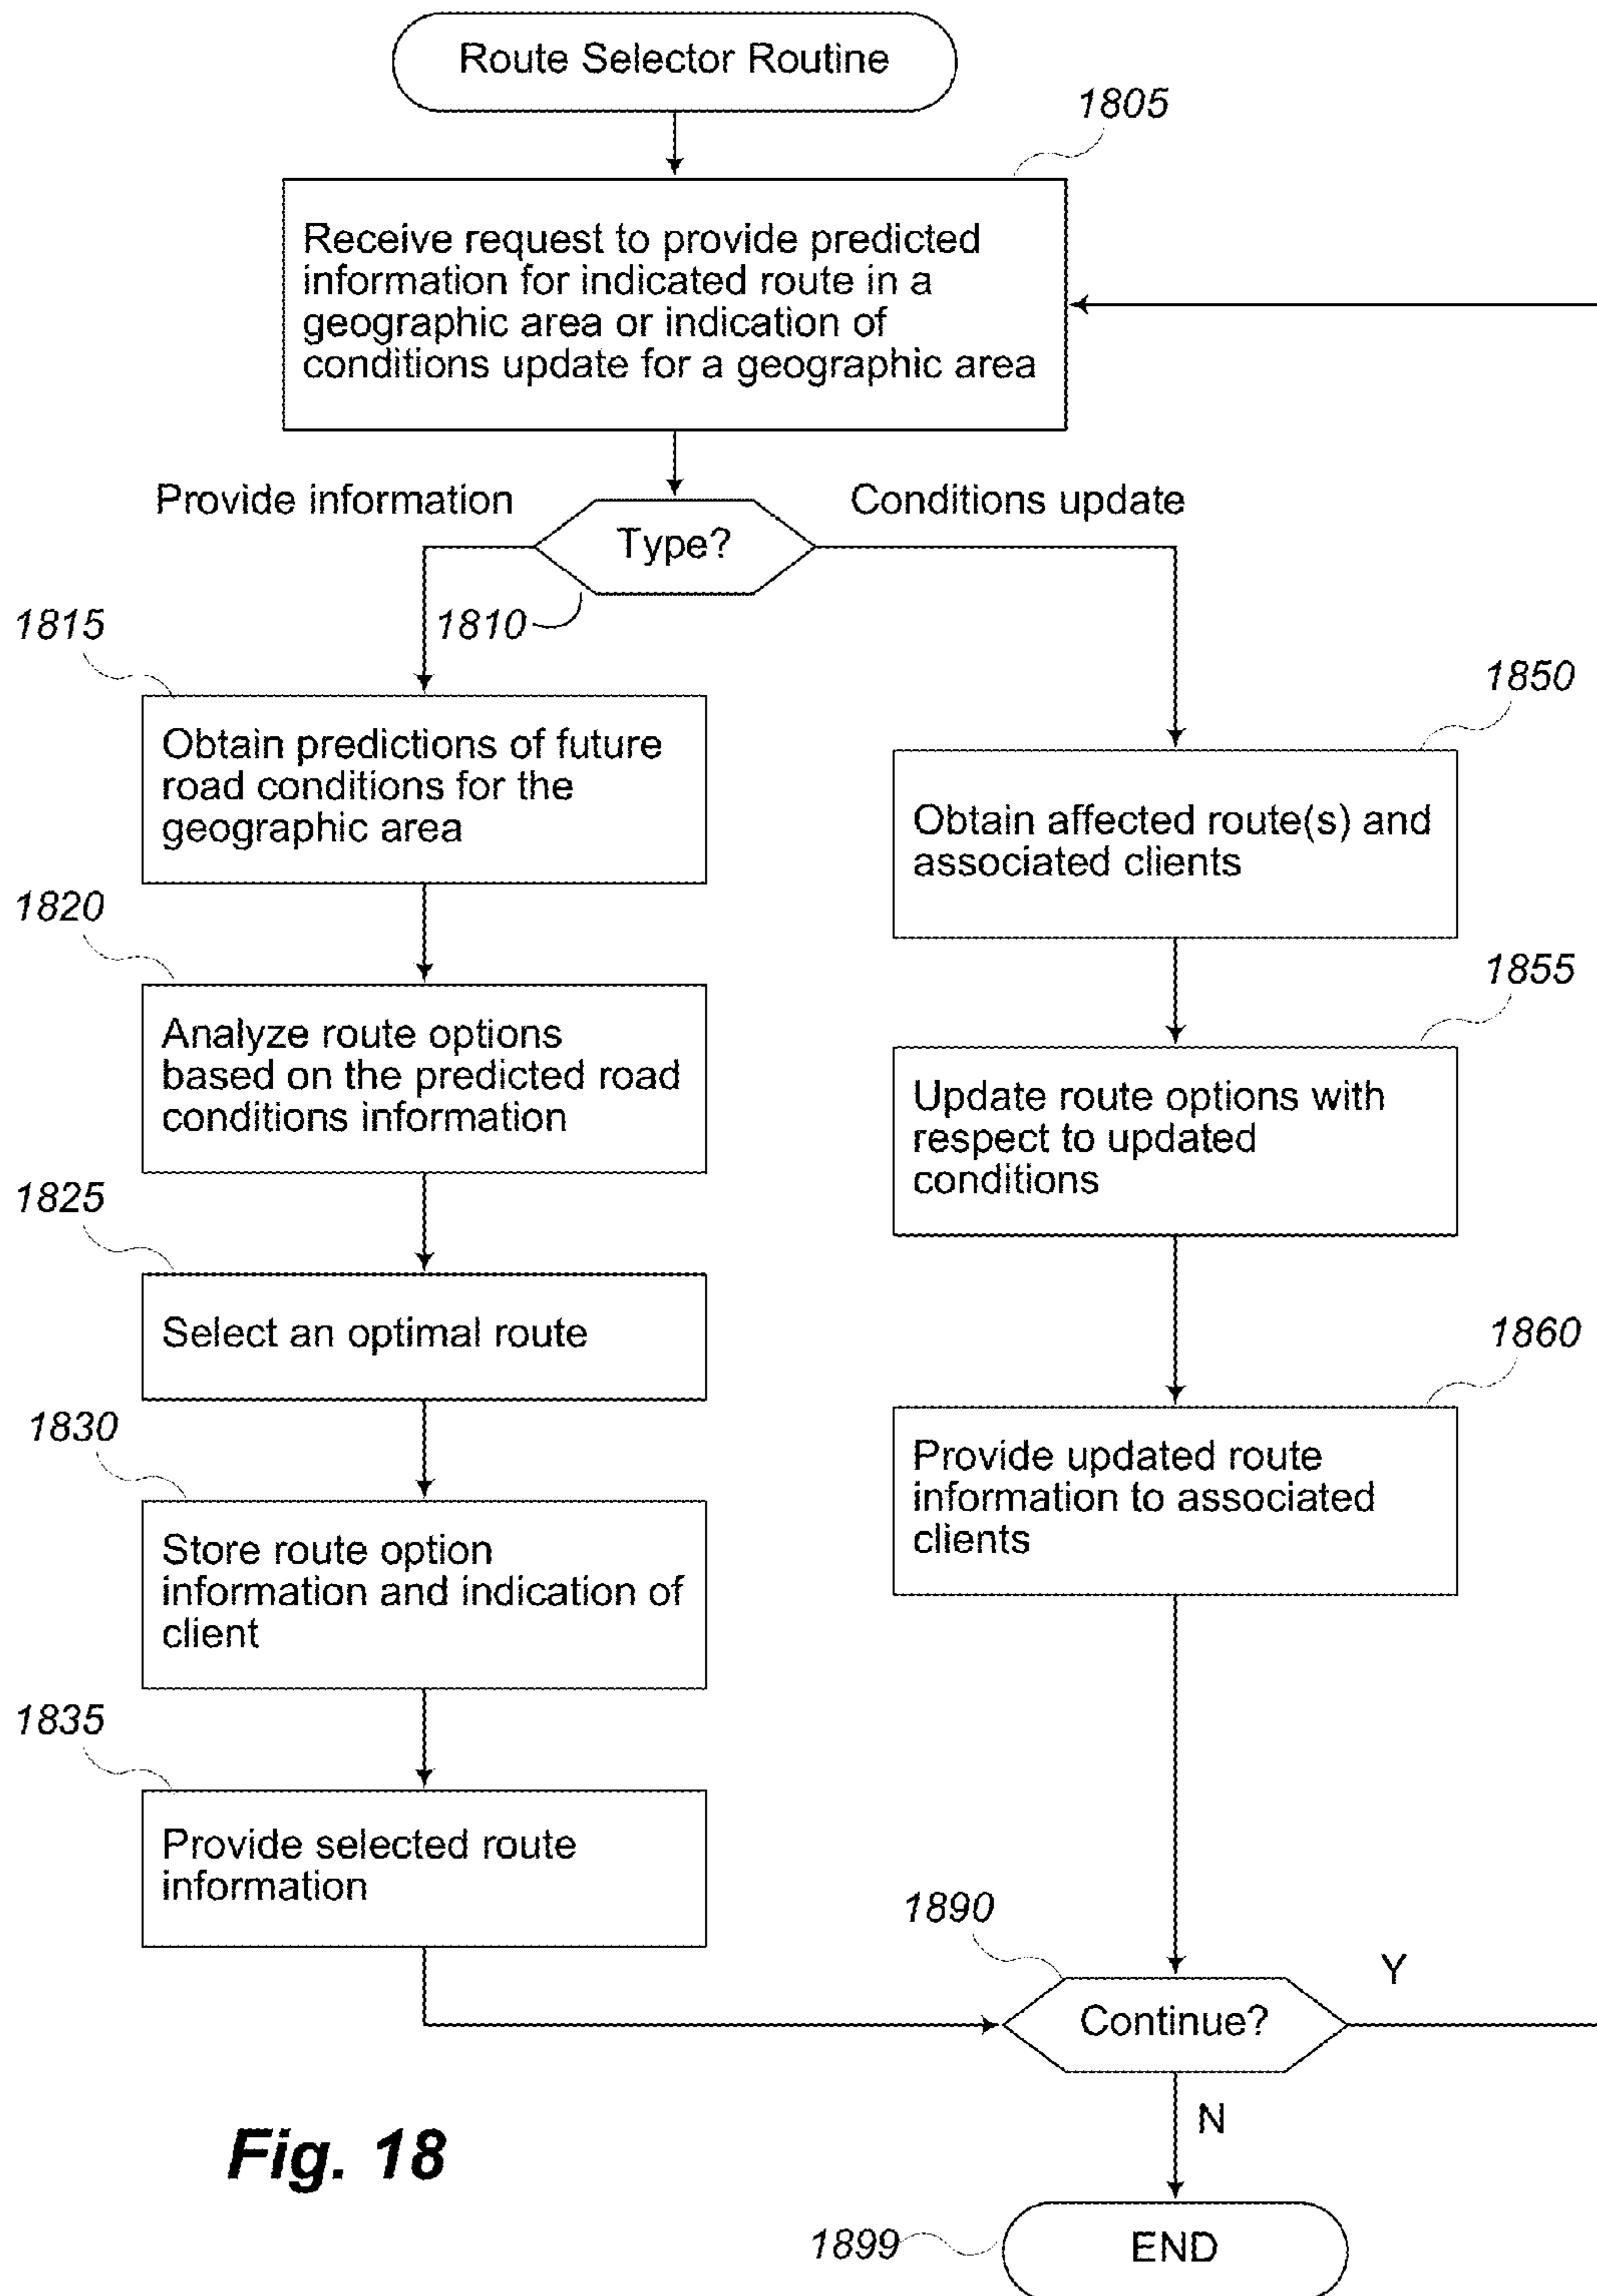 Route Selector Routine
1805
Receive request to provide predicted
information for indicated route in a
geographic area or indication of
conditions update for a geographic area
Provide information
Conditions update
Type?
1810
1815
Obtain predictions of future
road conditions for the
geographic area
1820
Analyze route options
based on the predicted road
conditions information
1825
Select an optimal route
1830
Store route option
information and indication of
client
1835
Provide selected route
information
1850
Obtain affected route(s) and
associated clients
1855
Update route options with
respect to updated
conditions
1860
Provide updated route
information to associated
clients
1890
Continue?
Y
N
1899
END
Fig. 18